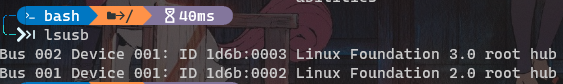 bash / 40ms
lsusb
Bus 002 Device 001: ID 1d6b:0003 Linux Foundation 3.0 root hub
Bus 001 Device 001: ID 1d6b:0002 Linux Foundation 2.0 root hub